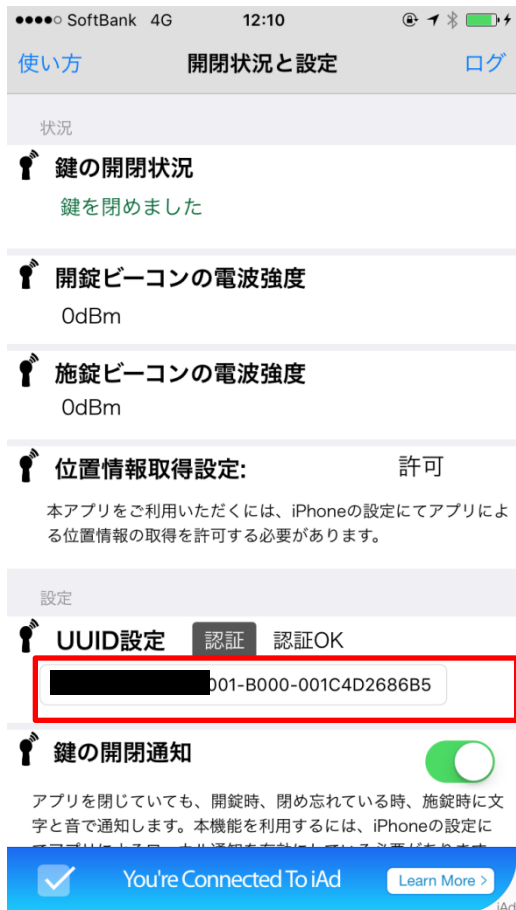 SoftBank 4G 12:10
使い方 開閉状況と設定 ログ
状況
鍵の開閉状況
鍵を閉めました
開錠ビーコンの電波強度
0dBm
施錠ビーコンの電波強度
0dBm
位置情報取得設定: 許可
本アプリをご利用いただくには、iPhoneの設定にてアプリによ
る位置情報の取得を許可する必要があります。
設定
UUID設定 認証 認証OK
001-B000-001C4D2686B5
鍵の開閉通知
アプリを閉じていても、開錠時、閉め忘れている時、施錠時に文
字と音で通知します。本機能を利用するには、iPhoneの設定に
You're Connected To iAd Learn More >
iAd